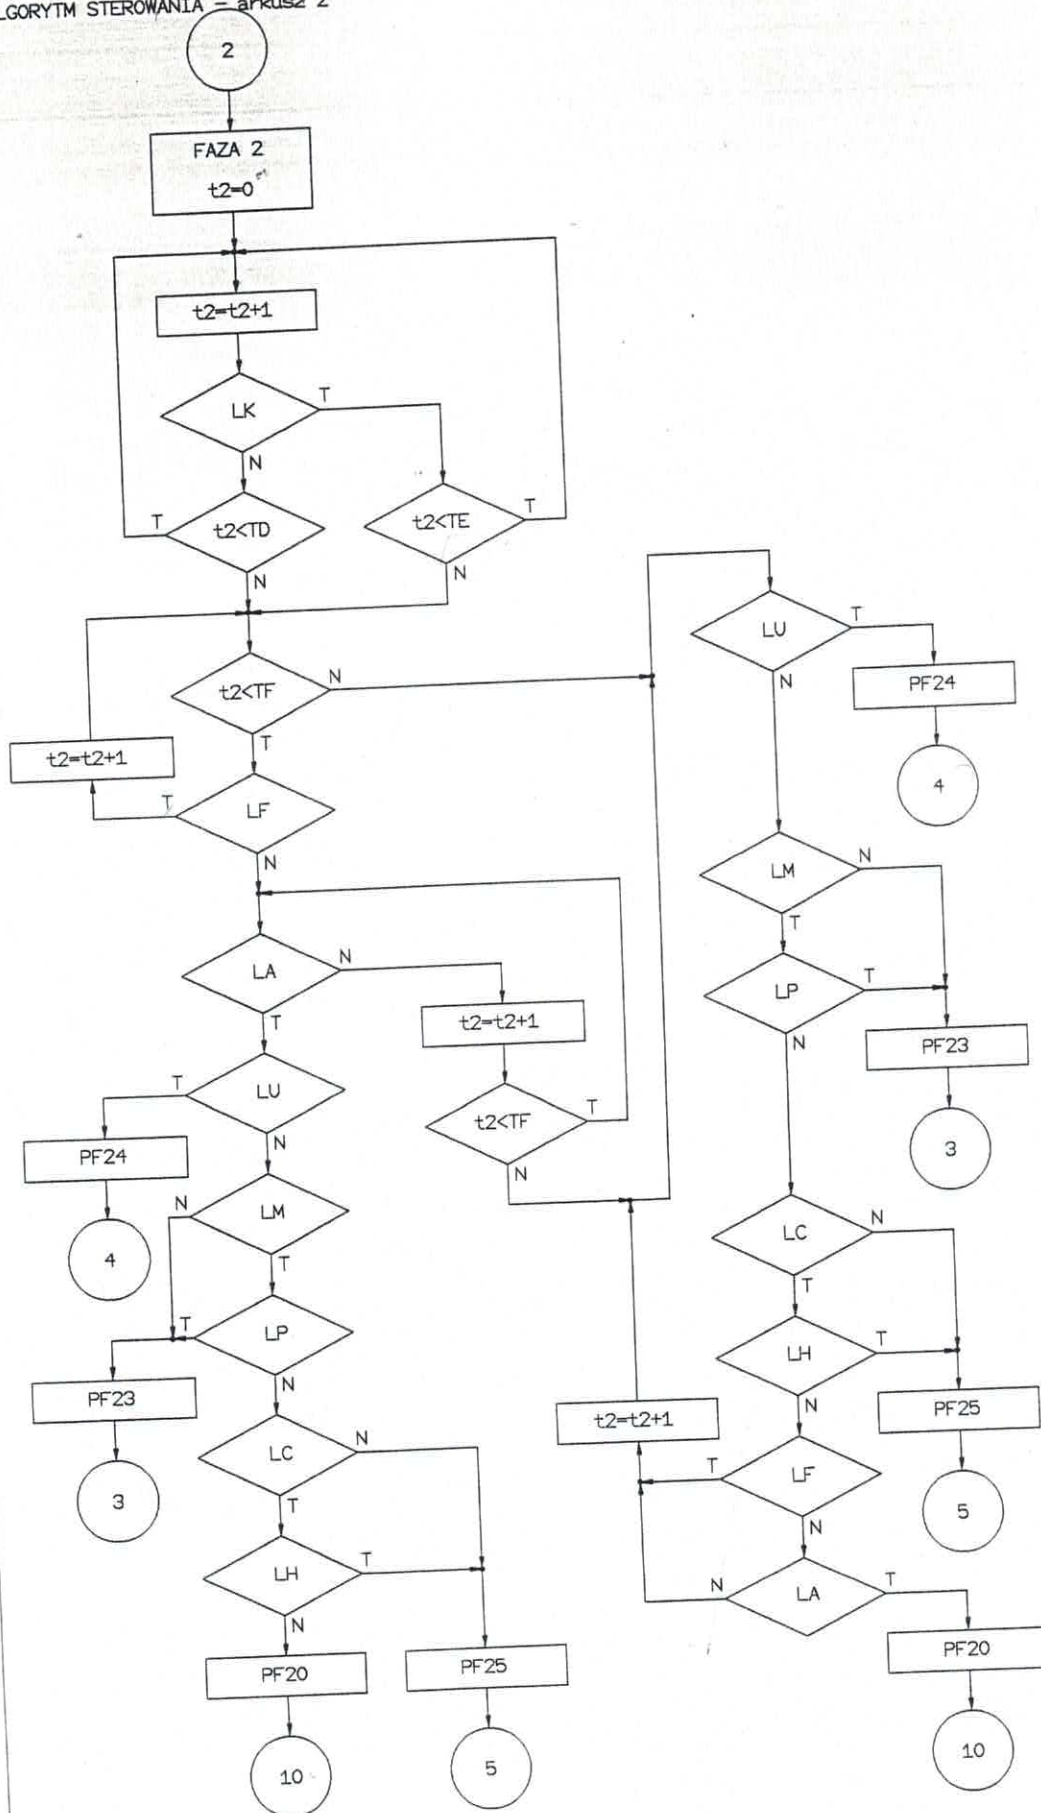 LGORYTM STEROWANIA - arkusz 2
2
FAZA 2
t2=0
t2=t2+1
LK
T
N
t2<TD
T
N
t2<TE
T
N
t2<TF
N
T
t2=t2+1
LF
T
N
LA
N
T
t2=t2+1
t2<TF
T
N
LU
T
N
PF24
4
LM
N
T
LP
T
N
PF23
3
LC
N
T
LH
T
N
PF20
10
PF25
5
LU
T
N
PF24
4
LM
N
T
LP
T
N
PF23
3
LC
N
T
LH
T
N
PF25
5
t2=t2+1
LF
T
N
LA
N
T
PF20
10